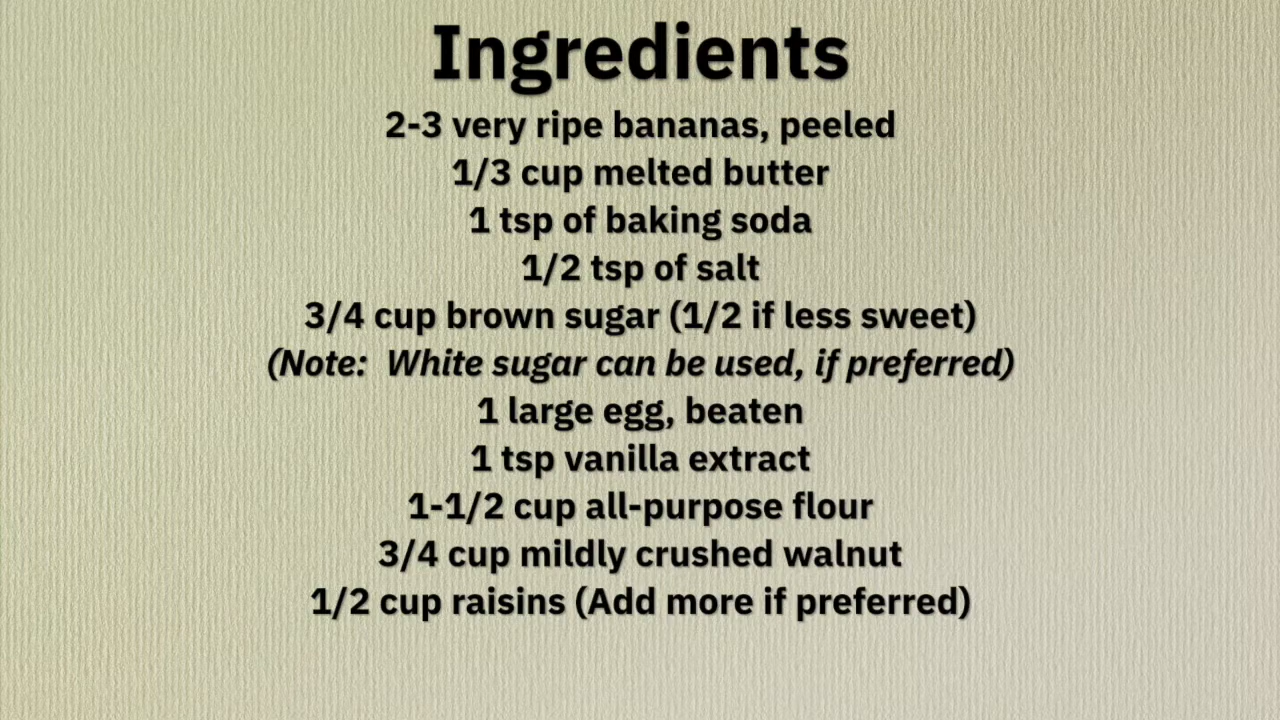 Ingredients
2-3 very ripe bananas, peeled
1/3 cup melted butter
1 tsp of baking soda
1/2 tsp of salt
3/4 cup brown sugar (1/2 if less sweet)
(Note:  White sugar can be used, if preferred)
1 large egg, beaten
1 tsp vanilla extract
1-1/2 cup all-purpose flour
3/4 cup mildly crushed walnut
1/2 cup raisins (Add more if preferred)